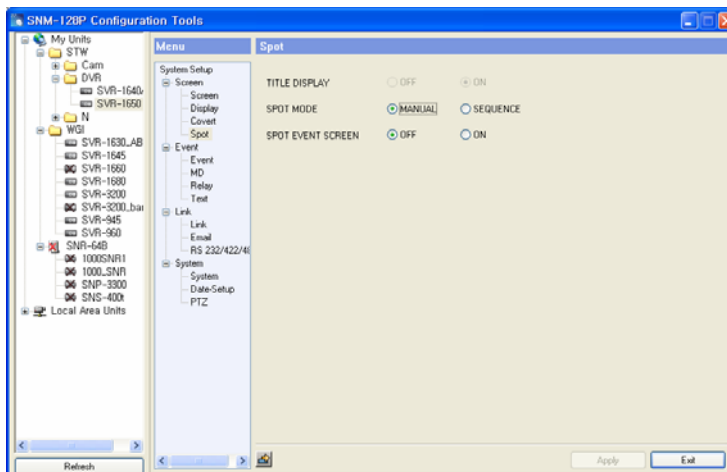 SNM-128P Configuration Tools
My Units
STW
Cam
DVR
SVR-1640
SVR-1650
N
WGI
SVR-1630_AB
SVR-1645
SVR-1660
SVR-1680
SVR-3200
SVR-3200_bar
SVR-945
SVR-960
SNR-64B
1000SNR1
1000_SNR
SNP-3300
SNS-400t
Local Area Units
Refresh
Menu
System Setup
Screen
Screen
Display
Covert
Spot
Event
Event
MD
Relay
Text
Link
Link
Email
RS 232/422/4
System
System
Date-Setup
PTZ
Spot
TITLE DISPLAY OFF ON
SPOT MODE MANUAL SEQUENCE
SPOT EVENT SCREEN OFF ON
Apply Exit